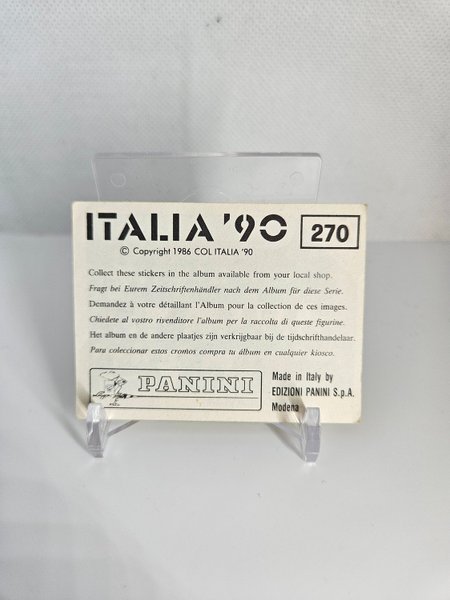 ITALIA '90 270
© Copyright 1986 COL ITALIA '90
Collect these stickers in the album available from your local shop.
Fragt bei Eurem Zeitschriftenhändler nach dem Album für diese Serie.
Demandez à votre détaillant l'Album pour la collection de ces images.
Chiedete al vostro rivenditore l'album per la raccolta di queste figurine.
Het album en de andere plaatjes zijn verkrijgbaar bij de tijdschrifthandelaar.
Para coleccionar estos cromos compra tu álbum en cualquier kiosco.
PANINI
Made in Italy by
EDIZIONI PANINI S.p.A.
Modena